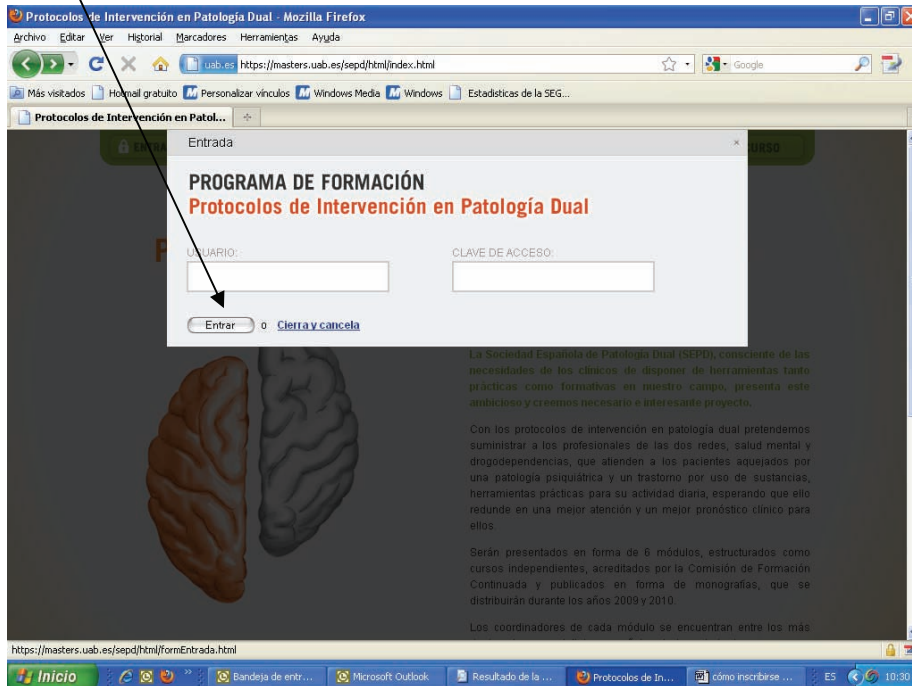 Protocolos de Intervención en Patología Dual - Mozilla Firefox
Archivo Editar Ver Historial Marcadores Herramientas Ayuda
uab.es https://masters.uab.es/sepd/html/index.html Google
Más visitados Hotmail gratuito Personalizar vínculos Windows Media Windows Estadisticas de la SEG...
Protocolos de Intervención en Patol...
Entrada
URSO
PROGRAMA DE FORMACIÓN
Protocolos de Intervención en Patología Dual
USUARIO: CLAVE DE ACCESO:
Entrar o Cierra y cancela
La Sociedad Española de Patología Dual (SEPD), consciente de las
necesidades de los clínicos de disponer de herramientas tanto
prácticas como formativas en nuestro campo, presenta este
ambicioso y creemos necesario e interesante proyecto.
Con los protocolos de intervención en patología dual pretendemos
suministrar a los profesionales de las dos redes, salud mental y
drogodependencias, que atienden a los pacientes aquejados por
una patología psiquiátrica y un trastorno por uso de sustancias,
herramientas prácticas para su actividad diaria, esperando que ello
redunde en una mejor atención y un mejor pronóstico clínico para
ellos.
Serán presentados en forma de 6 módulos, estructurados como
cursos independientes, acreditados por la Comisión de Formación
Continuada y publicados en forma de monografías, que se
distribuirán durante los años 2009 y 2010.
Los coordinadores de cada módulo se encuentran entre los más
https://masters.uab.es/sepd/html/formEntrada.html
Inicio Bandeja de entr... Microsoft Outlook Resultado de la ... Protocolos de In... cómo inscribirse ... ES 10:30